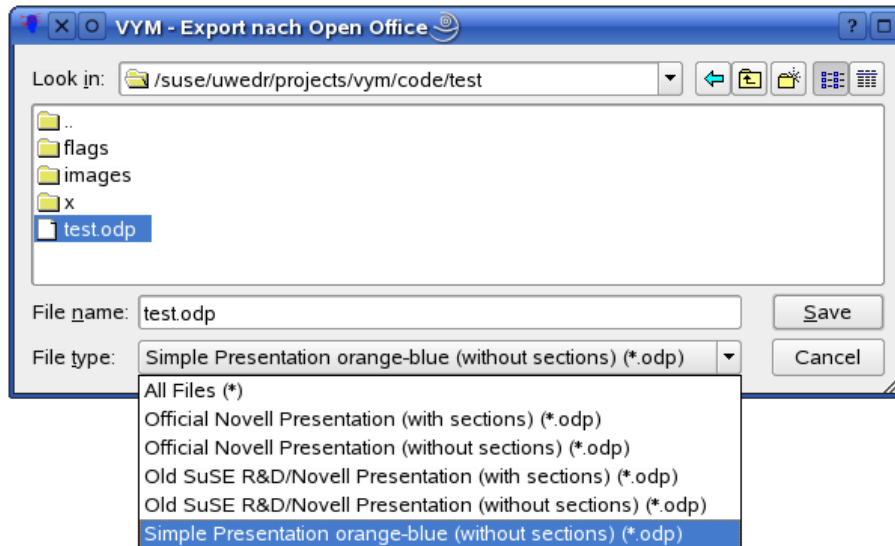 VYM - Export nach Open Office
Look in: /suse/uwedr/projects/vym/code/test
..
flags
images
x
test.odp
File name: test.odp Save
File type: Simple Presentation orange-blue (without sections) (*.odp) Cancel
All Files (*)
Official Novell Presentation (with sections) (*.odp)
Official Novell Presentation (without sections) (*.odp)
Old SuSE R&D/Novell Presentation (with sections) (*.odp)
Old SuSE R&D/Novell Presentation (without sections) (*.odp)
Simple Presentation orange-blue (without sections) (*.odp)